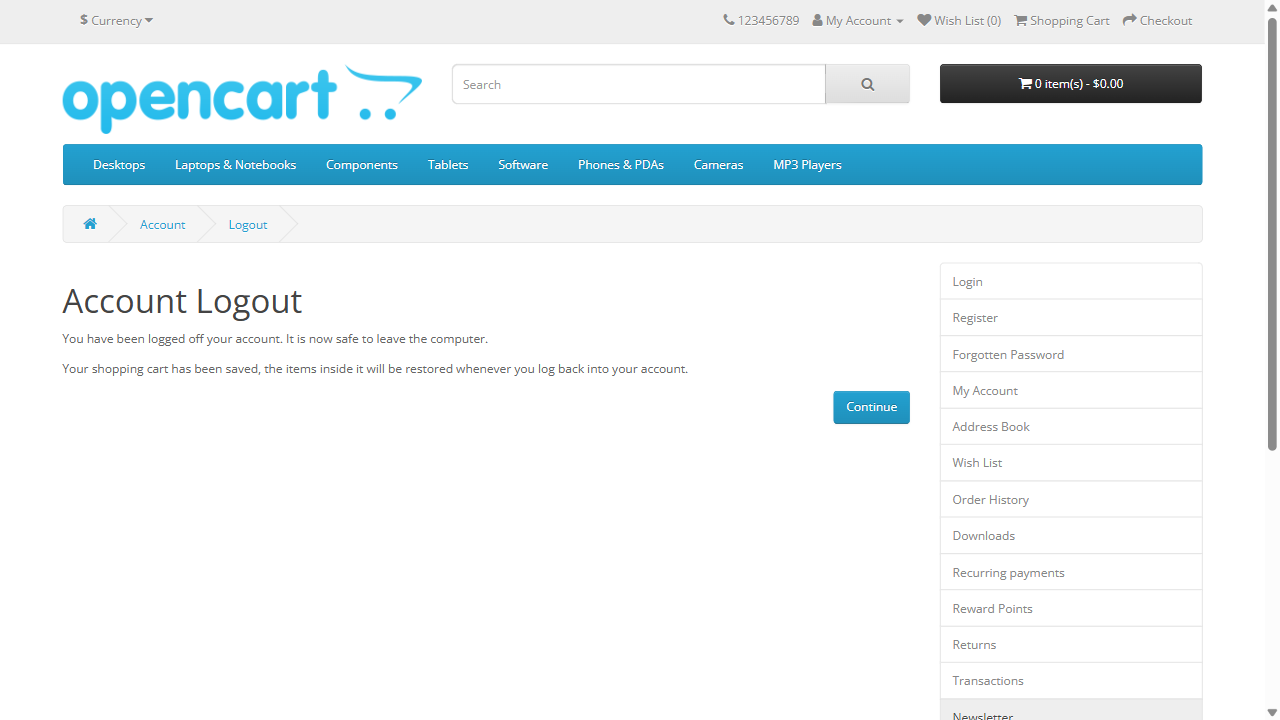 $ Currency
123456789 My Account Wish List (0) Shopping Cart Checkout
opencart
Search
0 item(s) - $0.00
Desktops Laptops & Notebooks Components Tablets Software Phones & PDAs Cameras MP3 Players
Account Logout
Account Logout
You have been logged off your account. It is now safe to leave the computer.
Your shopping cart has been saved, the items inside it will be restored whenever you log back into your account.
Continue
Login
Register
Forgotten Password
My Account
Address Book
Wish List
Order History
Downloads
Recurring payments
Reward Points
Returns
Transactions
Newsletter